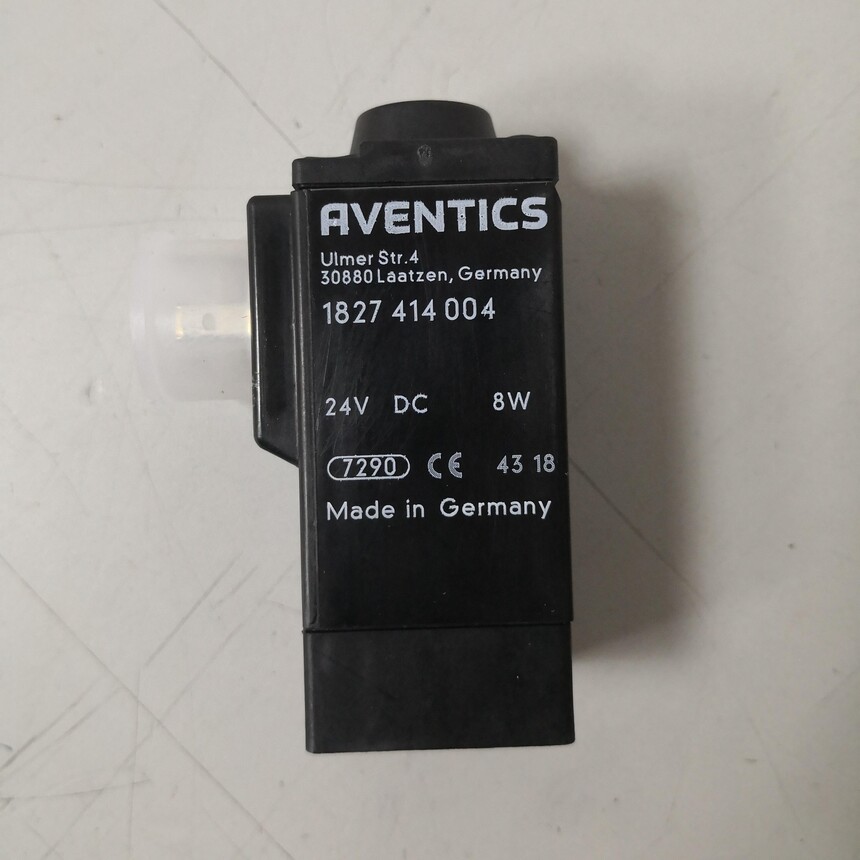 AVENTICS
Ulmer Str.4
30880 Laatzen, Germany
1827 414 004
24V DC 8W
7290 CE 43 18
Made in Germany